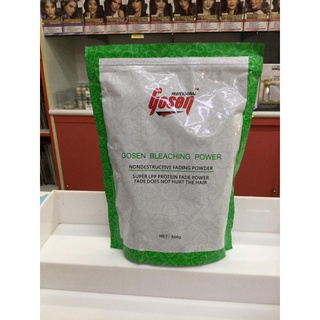 PROFESSIONAL
Gosen
GOSEN BLEACHING POWER
NONDESTRUCTIVE FADING POWDER
SUPER LPP PROTEIN FADE POWER
FADE DOES NOT HURT THE HAIR
NET: 500g